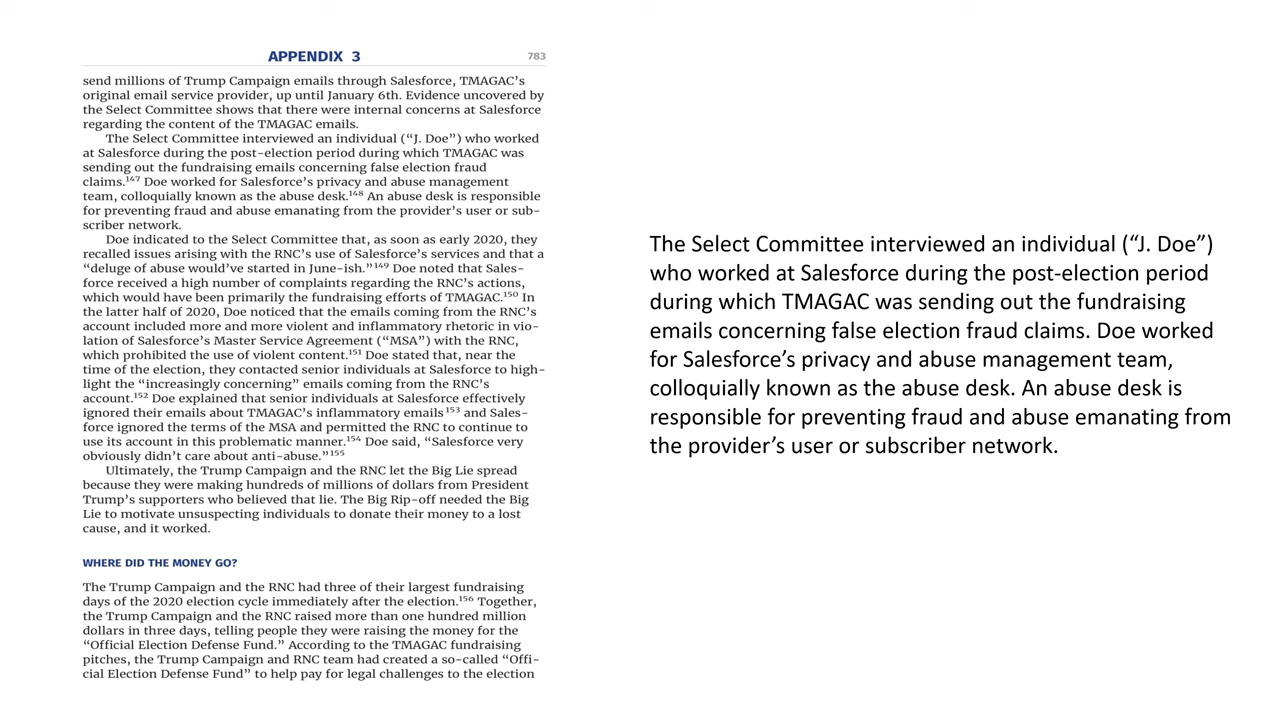 APPENDIX 3
783
send millions of Trump Campaign emails through Salesforce, TMAGAC’s
original email service provider, up until January 6th. Evidence uncovered by
the Select Committee shows that there were internal concerns at Salesforce
regarding the content of the TMAGAC emails.
The Select Committee interviewed an individual (“J. Doe”) who worked
at Salesforce during the post-election period during which TMAGAC was
sending out the fundraising emails concerning false election fraud
claims.¹⁴⁷ Doe worked for Salesforce’s privacy and abuse management
team, colloquially known as the abuse desk.¹⁴⁸ An abuse desk is responsible
for preventing fraud and abuse emanating from the provider’s user or sub-
scriber network.
Doe indicated to the Select Committee that, as soon as early 2020, they
recalled issues arising with the RNC’s use of Salesforce’s services and that a
“deluge of abuse would’ve started in June-ish.”¹⁴⁹ Doe noted that Sales-
force received a high number of complaints regarding the RNC’s actions,
which would have been primarily the fundraising efforts of TMAGAC.¹⁵⁰ In
the latter half of 2020, Doe noticed that the emails coming from the RNC’s
account included more and more violent and inflammatory rhetoric in vio-
lation of Salesforce’s Master Service Agreement (“MSA”) with the RNC,
which prohibited the use of violent content.¹⁵¹ Doe stated that, near the
time of the election, they contacted senior individuals at Salesforce to high-
light the “increasingly concerning” emails coming from the RNC’s
account.¹⁵² Doe explained that senior individuals at Salesforce effectively
ignored their emails about TMAGAC’s inflammatory emails¹⁵³ and Sales-
force ignored the terms of the MSA and permitted the RNC to continue to
use its account in this problematic manner.¹⁵⁴ Doe said, “Salesforce very
obviously didn’t care about anti-abuse.”¹⁵⁵
Ultimately, the Trump Campaign and the RNC let the Big Lie spread
because they were making hundreds of millions of dollars from President
Trump’s supporters who believed that lie. The Big Rip-off needed the Big
Lie to motivate unsuspecting individuals to donate their money to a lost
cause, and it worked.
WHERE DID THE MONEY GO?
The Trump Campaign and the RNC had three of their largest fundraising
days of the 2020 election cycle immediately after the election.¹⁵⁶ Together,
the Trump Campaign and the RNC raised more than one hundred million
dollars in three days, telling people they were raising the money for the
“Official Election Defense Fund.” According to the TMAGAC fundraising
pitches, the Trump Campaign and RNC team had created a so-called “Offi-
cial Election Defense Fund” to help pay for legal challenges to the election
The Select Committee interviewed an individual (“J. Doe”)
who worked at Salesforce during the post-election period
during which TMAGAC was sending out the fundraising
emails concerning false election fraud claims. Doe worked
for Salesforce’s privacy and abuse management team,
colloquially known as the abuse desk. An abuse desk is
responsible for preventing fraud and abuse emanating from
the provider’s user or subscriber network.